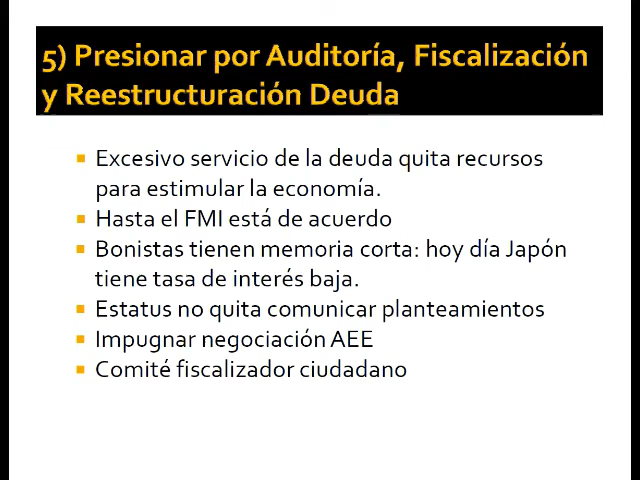 5) Presionar por Auditoría, Fiscalización
y Reestructuración Deuda
Excesivo servicio de la deuda quita recursos
para estimular la economía.
Hasta el FMI está de acuerdo
Bonistas tienen memoria corta: hoy día Japón
tiene tasa de interés baja.
Estatus no quita comunicar planteamientos
Impugnar negociación AEE
Comité fiscalizador ciudadano